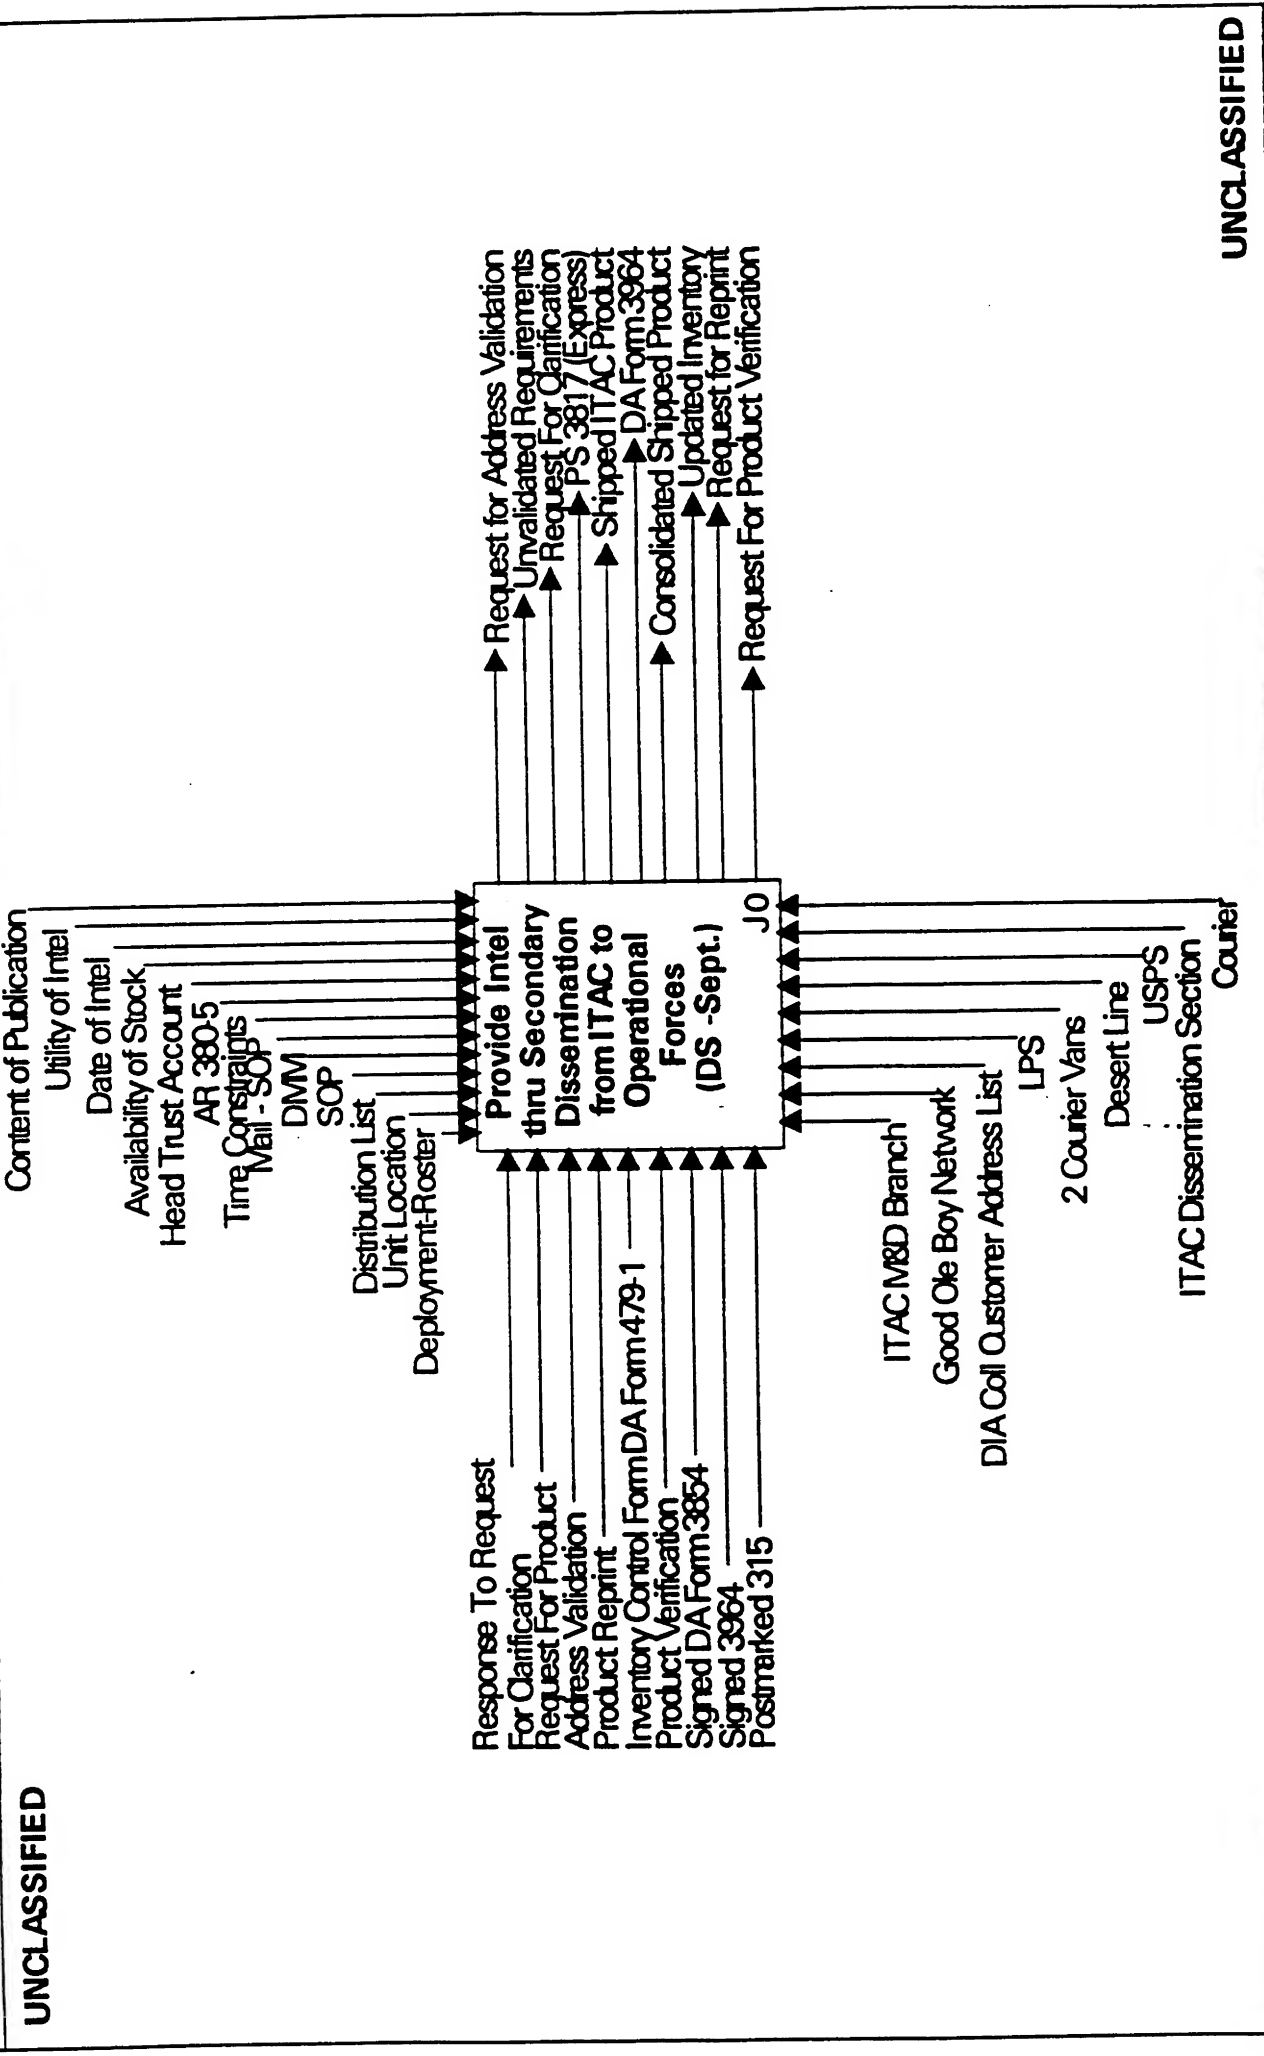 UNCLASSIFIED
Content of Publication
Utility of Intel
Date of Intel
Availability of Stock
Head Trust Account
AR 380-5
Time Constraints
Mail - SOP
DMM
SOP
Distribution List
Unit Location
Deployment-Roster
Response To Request
For Clarification
Request For Product
Address Validation
Product Reprint
Inventory Control Form DA Form 479-1
Product Verification
Signed DA Form 3854
Signed 3964
Postmarked 315
Provide Intel
thru Secondary
Dissemination
from ITAC to
Operational
Forces
(DS -Sept.)
J0
Request for Address Validation
Unvalidated Requirements
Request For Clarification
PS 3817 (Express)
Shipped ITAC Product
DA Form 3964
Consolidated Shipped Product
Updated Inventory
Request for Reprint
Request For Product Verification
ITAC M&D Branch
Good Ole Boy Network
DIA Coll Customer Address List
LPS
2 Courier Vans
Desert Line
USPS
ITAC Dissemination Section
Courier
UNCLASSIFIED